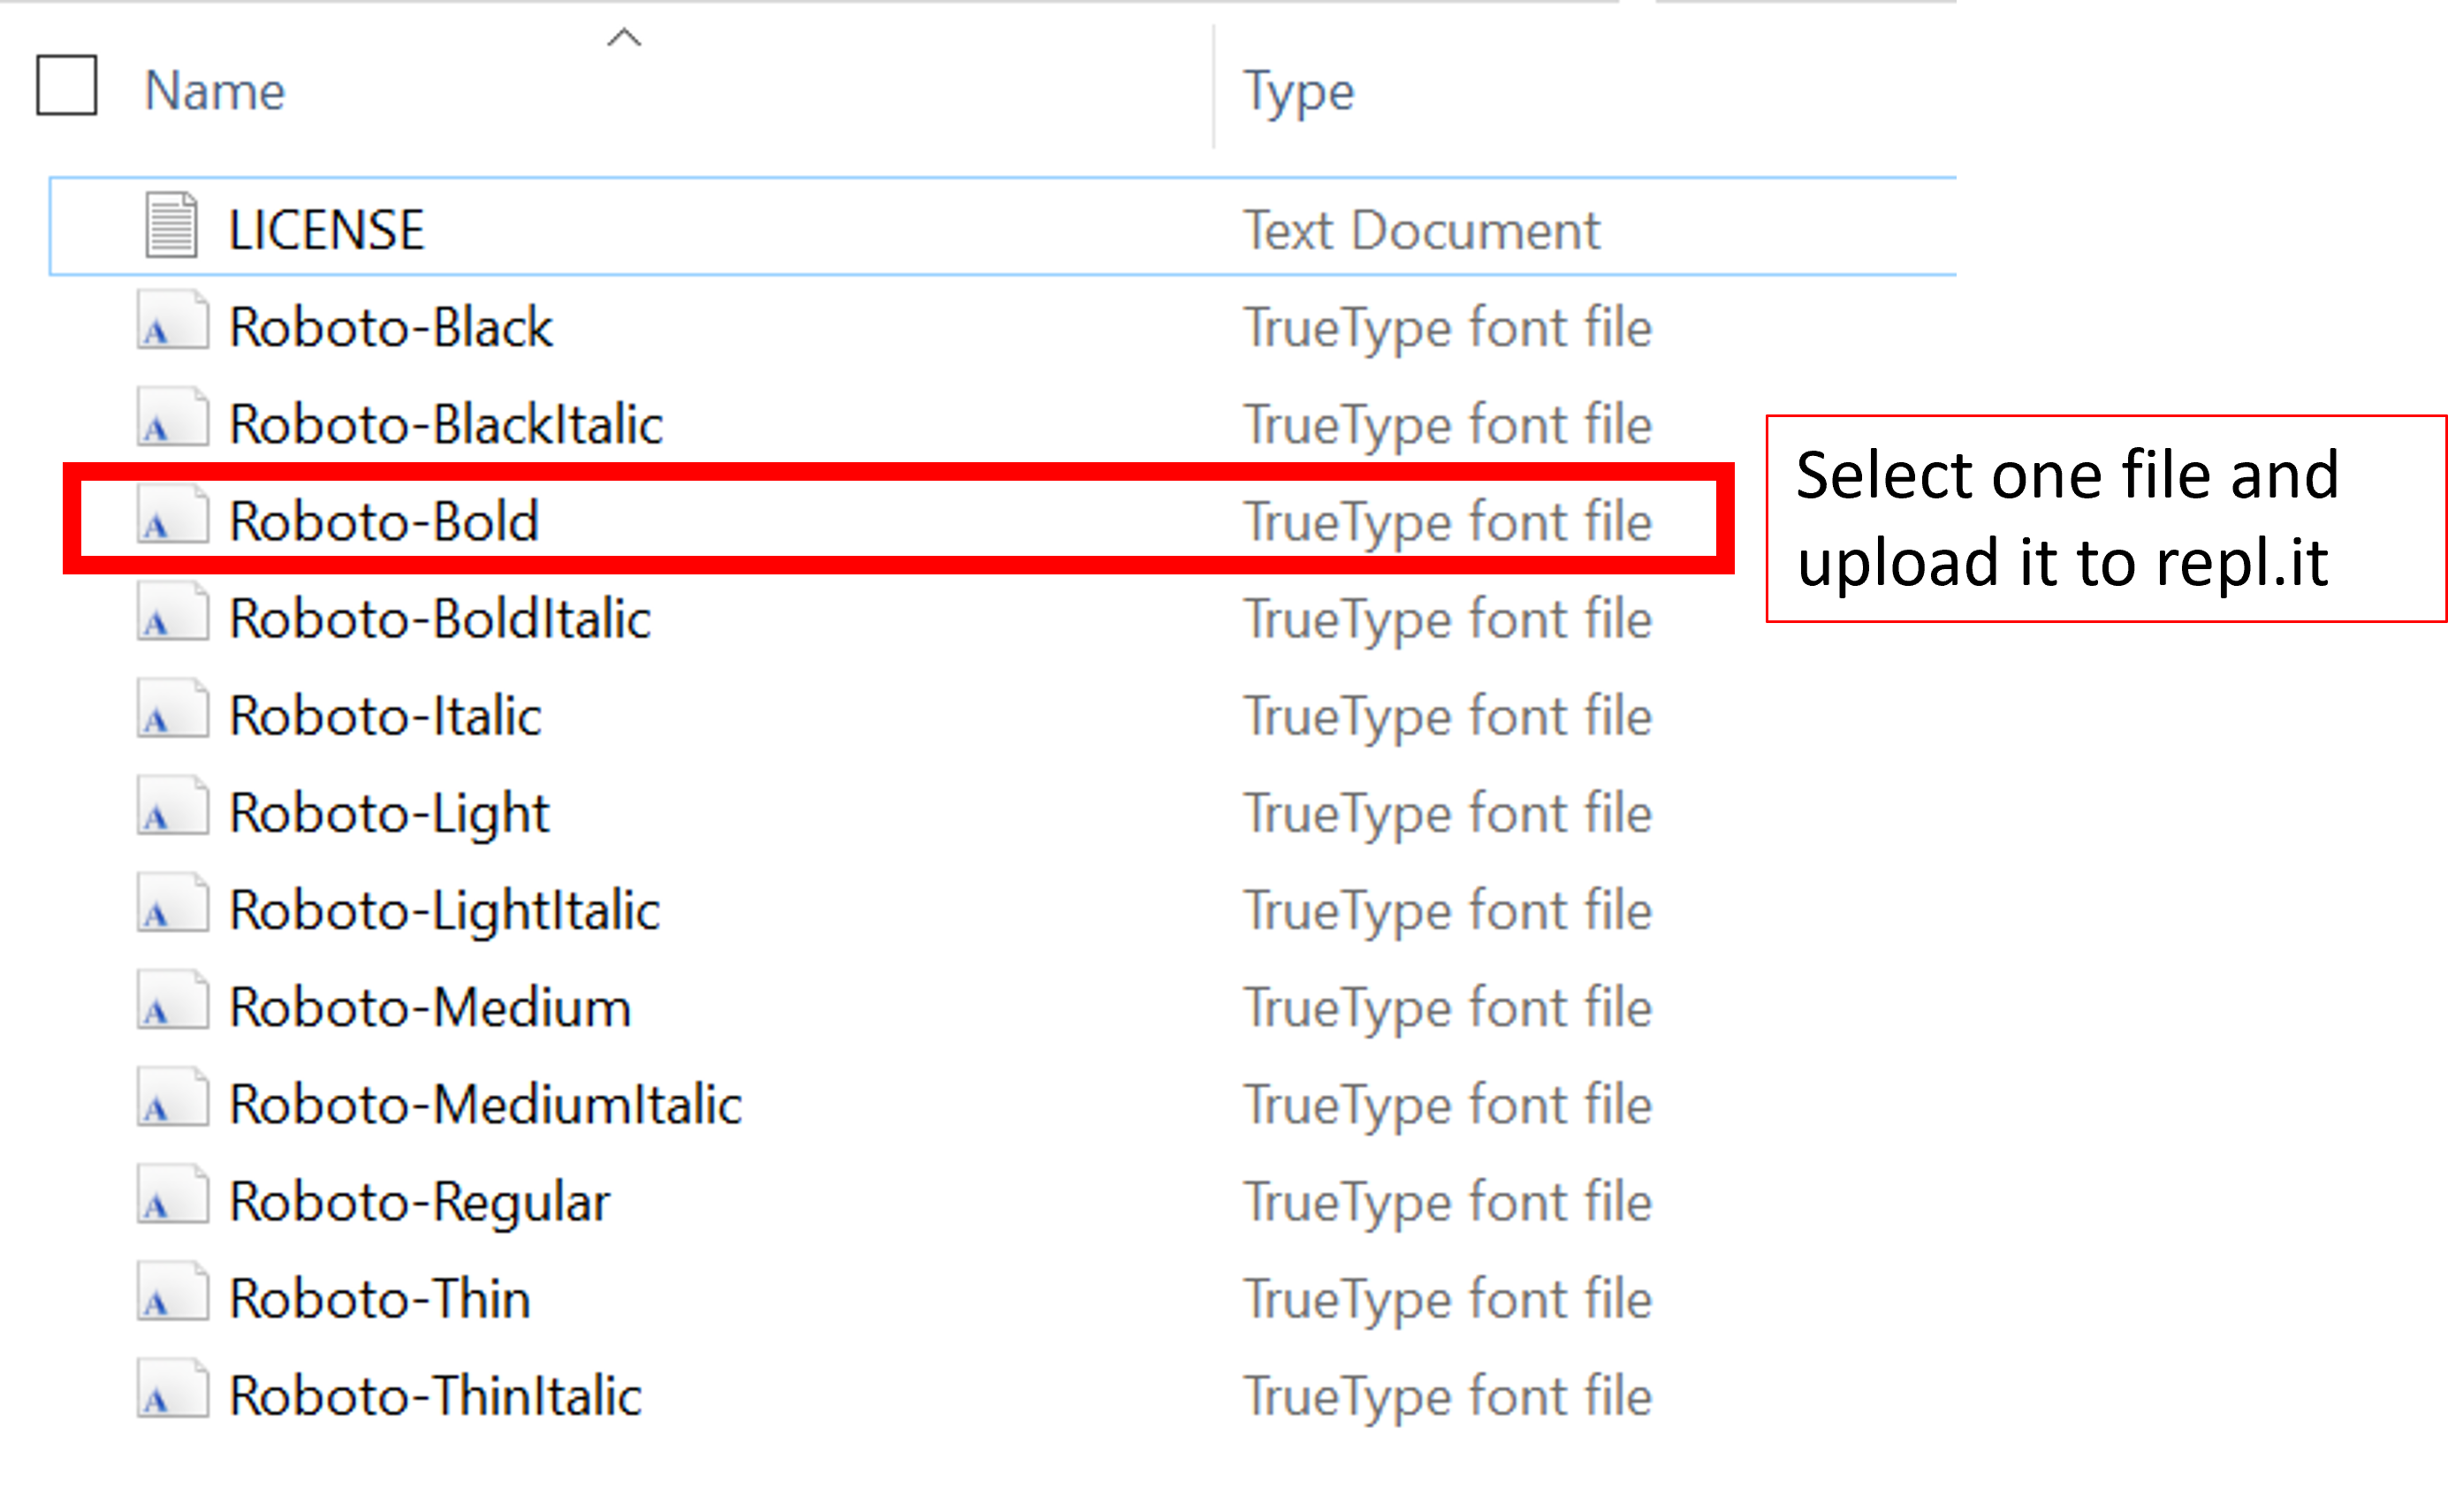 Name Type
LICENSE Text Document
Roboto-Black TrueType font file
Roboto-BlackItalic TrueType font file
Roboto-Bold TrueType font file
Select one file and
upload it to repl.it
Roboto-BoldItalic TrueType font file
Roboto-Italic TrueType font file
Roboto-Light TrueType font file
Roboto-LightItalic TrueType font file
Roboto-Medium TrueType font file
Roboto-MediumItalic TrueType font file
Roboto-Regular TrueType font file
Roboto-Thin TrueType font file
Roboto-ThinItalic TrueType font file